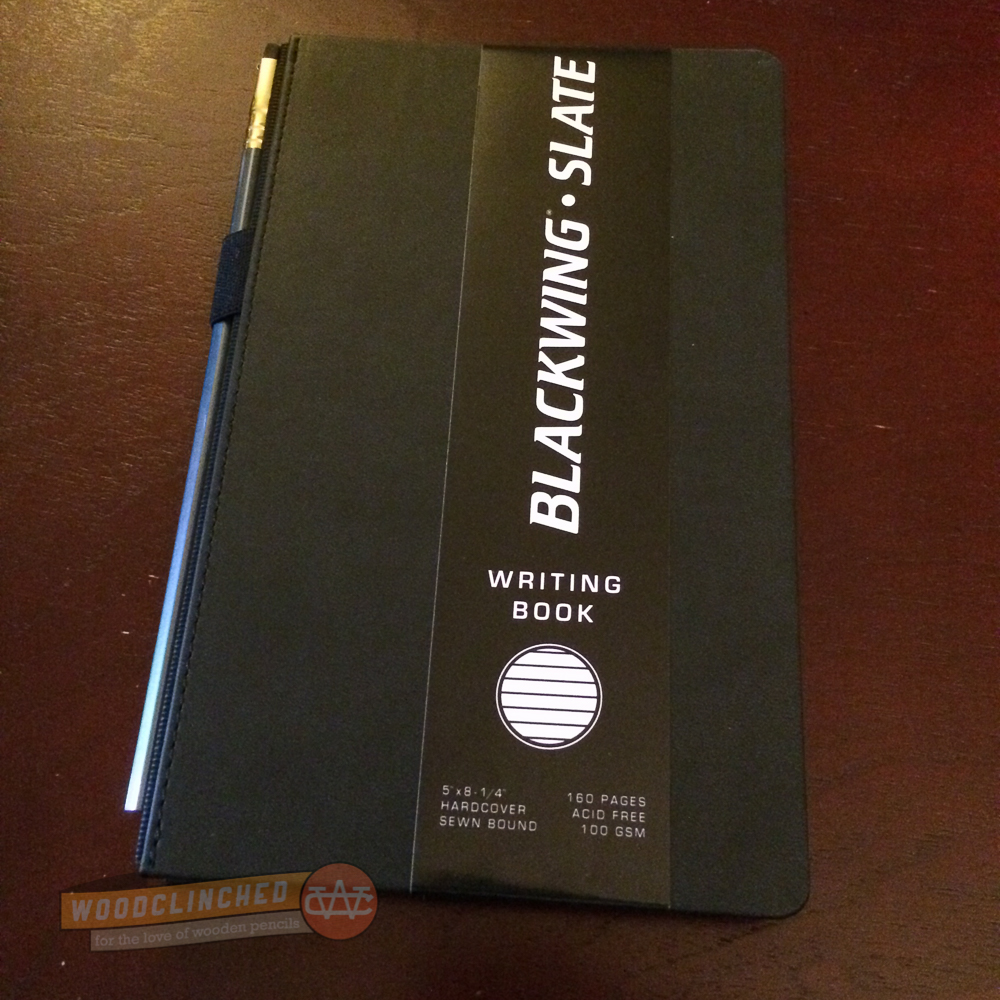 BLACKWING® • SLATE
WRITING
BOOK
5"x8-1/4"
HARDCOVER
SEWN BOUND
160 PAGES
ACID FREE
100 GSM
WOODCLINCHED
for the love of wooden pencils
WC